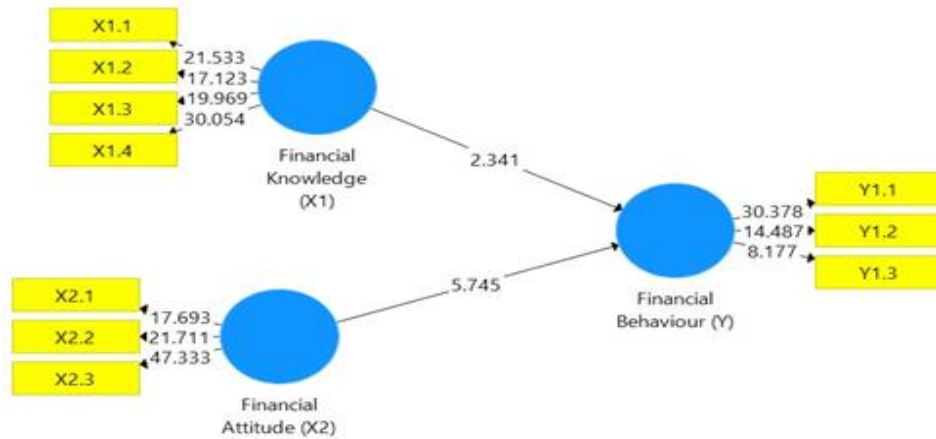 X1.1
X1.2
X1.3
X1.4
21.533
17.123
19.969
30.054
Financial
Knowledge
(X1)
2.341
Y1.1
Y1.2
Y1.3
30.378
14.487
8.177
Financial
Behaviour (Y)
5.745
X2.1
X2.2
X2.3
17.693
21.711
47.333
Financial
Attitude (X2)